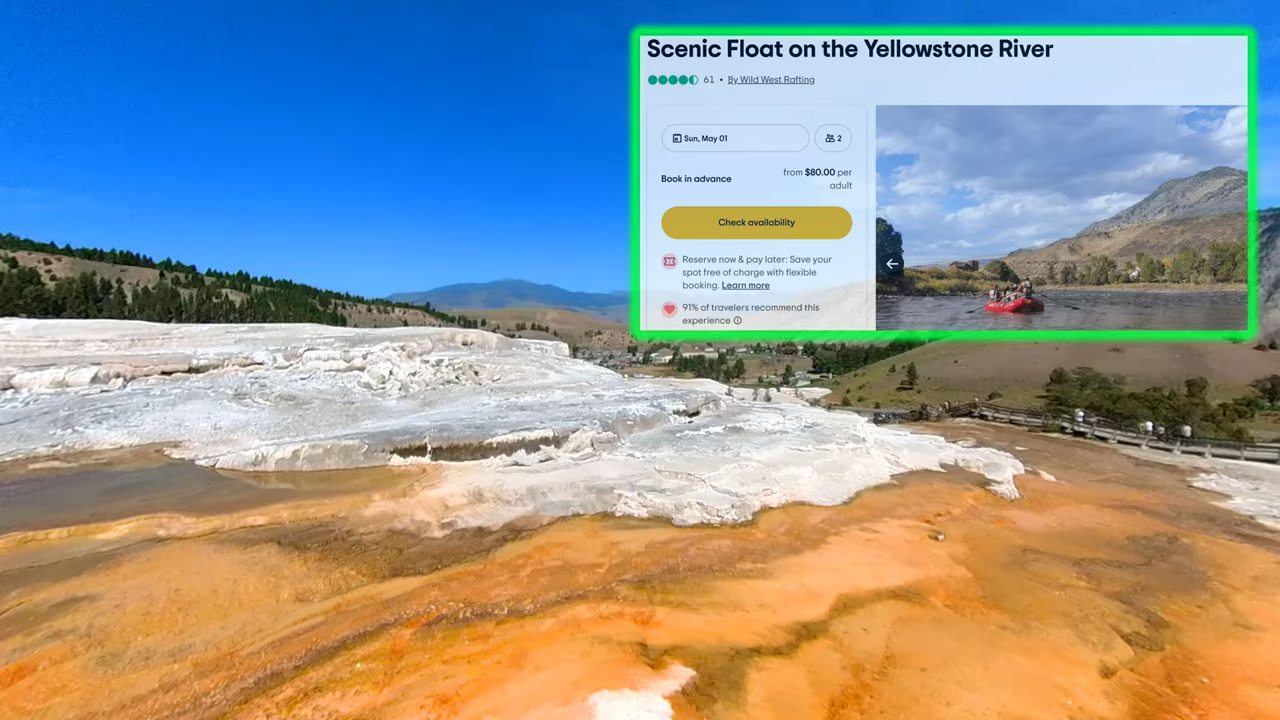 Scenic Float on the Yellowstone River
61 • By Wild West Rafting
Sun, May 01
2
Book in advance
from $80.00 per
adult
Check availability
Reserve now & pay later: Save your
spot free of charge with flexible
booking. Learn more
91% of travelers recommend this
experience